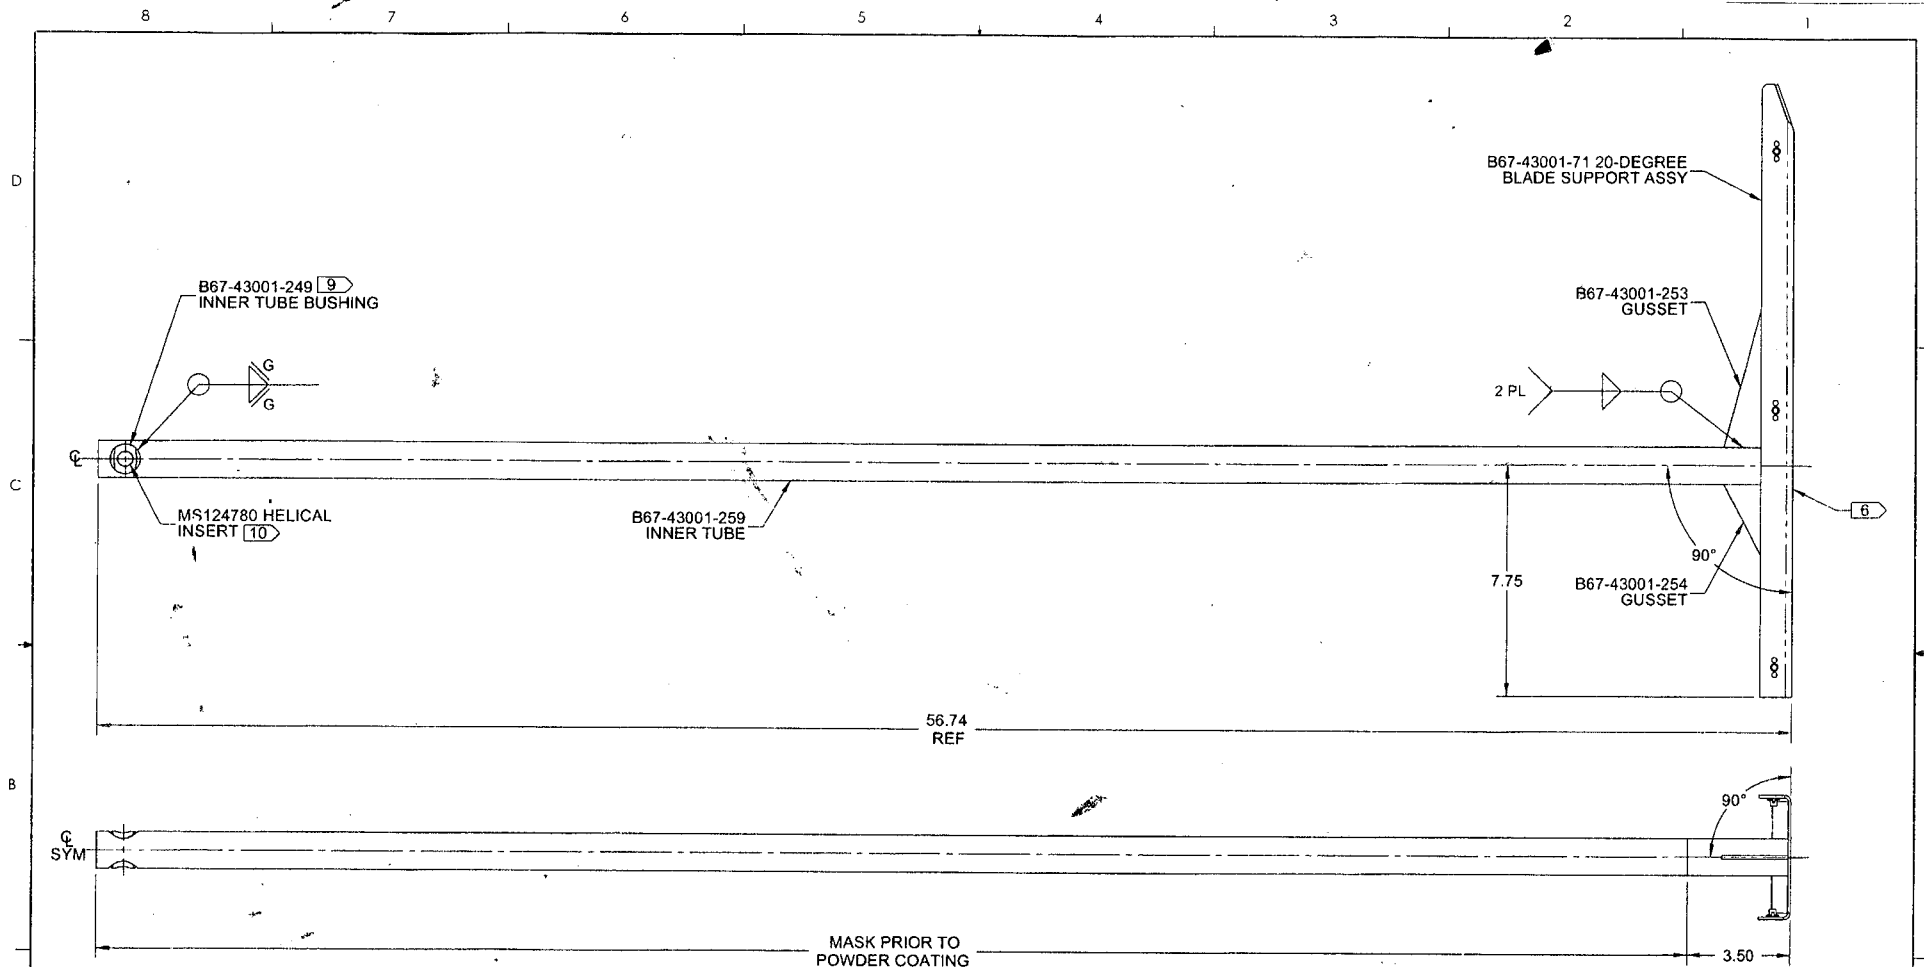 8 7 6 5 4 3 2 1
D
B67-43001-71 20-DEGREE
BLADE SUPPORT ASSY
B67-43001-249 9
INNER TUBE BUSHING
B67-43001-253
GUSSET
G
G
2 PL
C
MS124780 HELICAL
INSERT 10
B67-43001-259
INNER TUBE
6
90°
7.75
B67-43001-254
GUSSET
56.74
REF
B
90°
SYM
MASK PRIOR TO
POWDER COATING
3.50